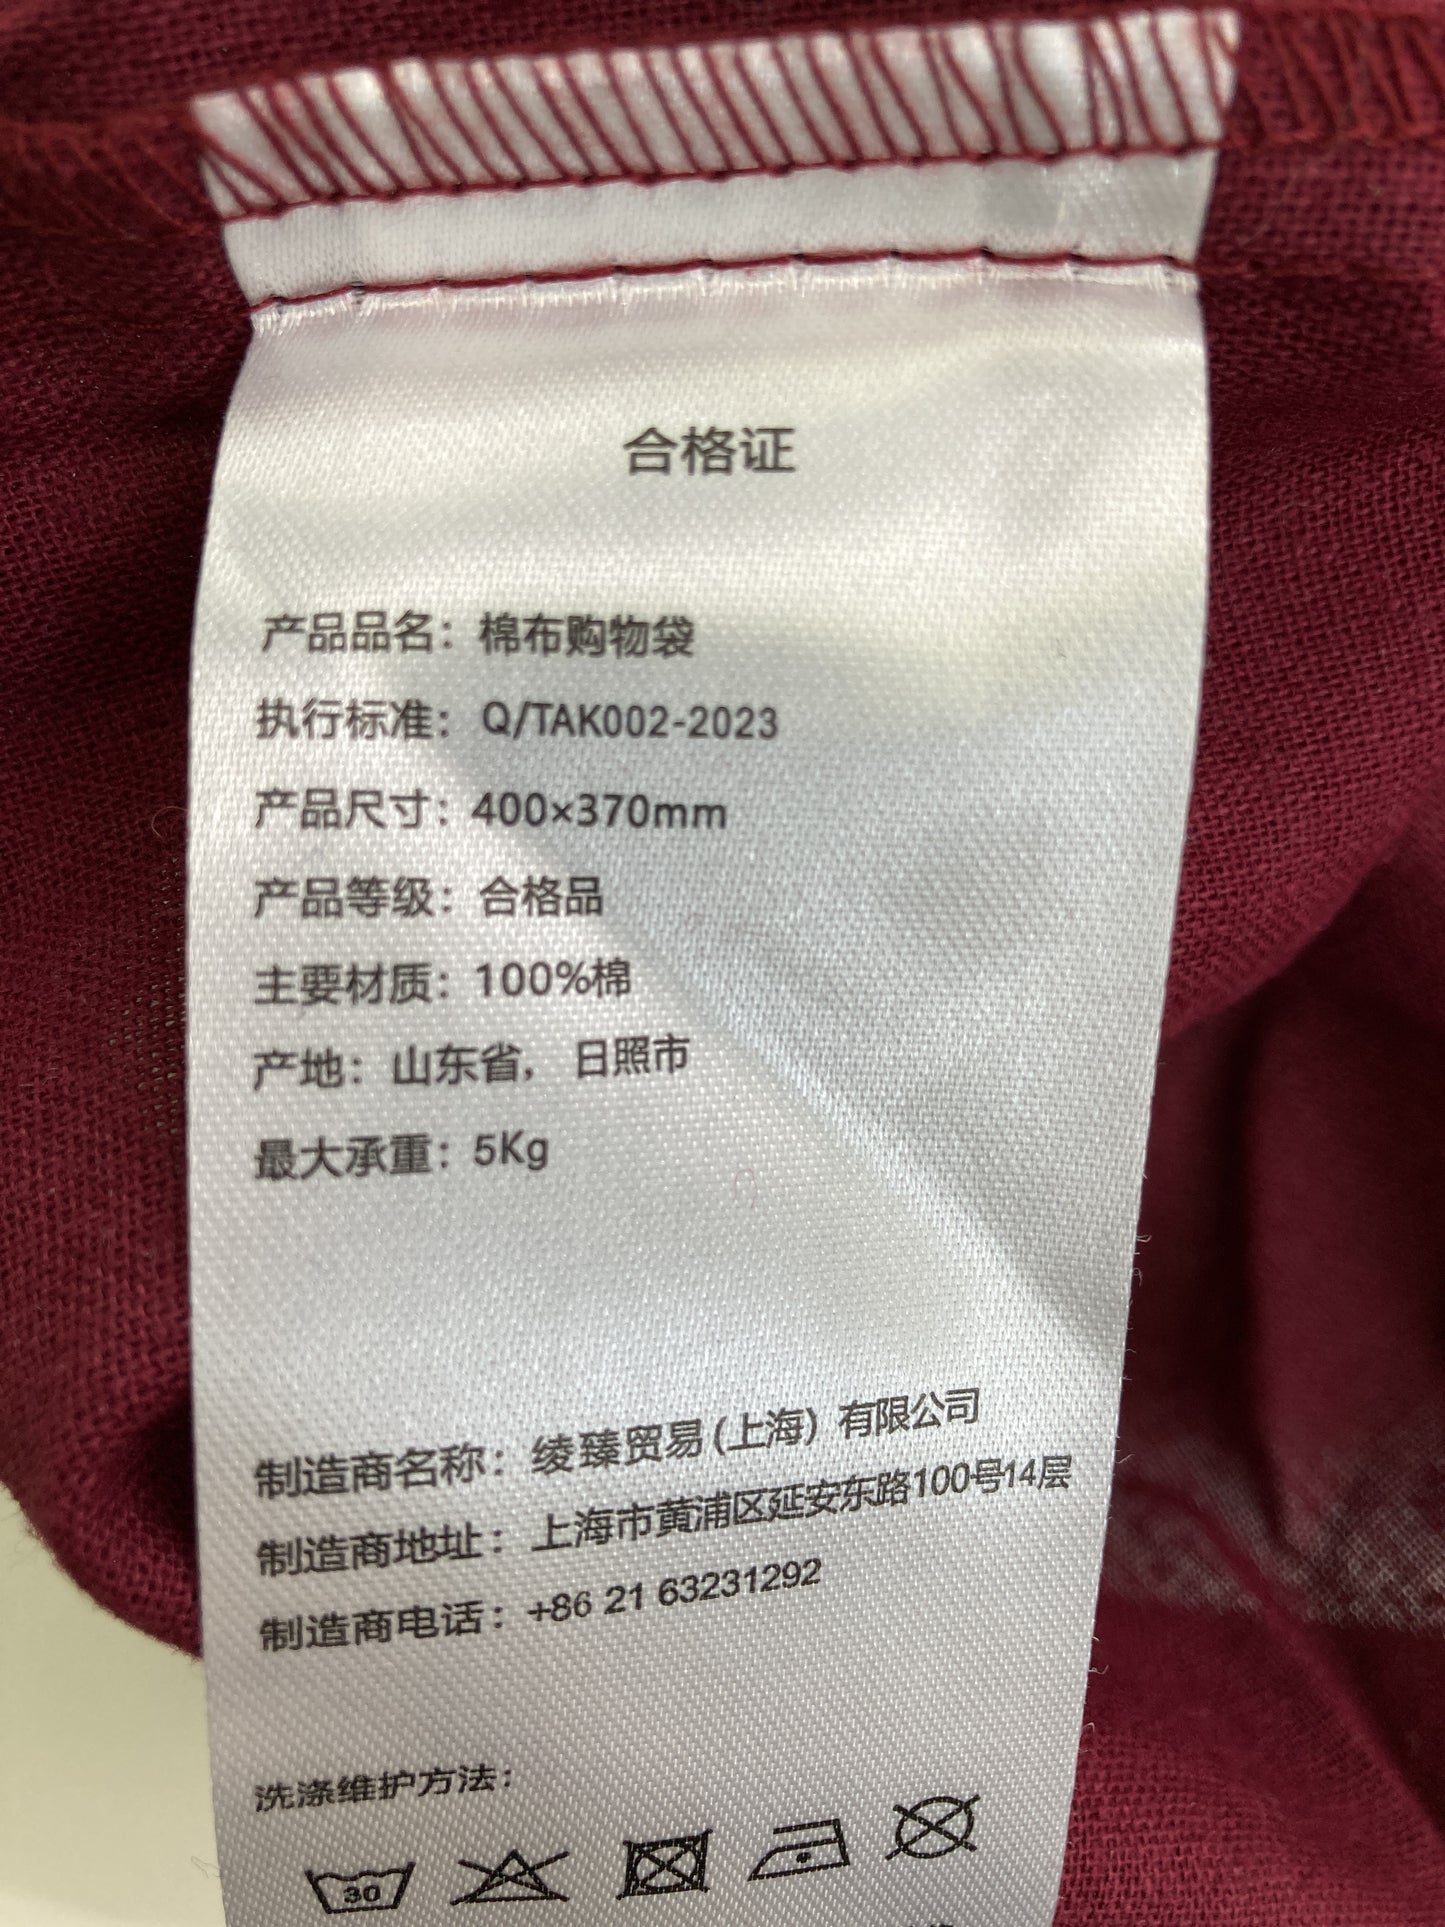 合格证
产品品名：棉布购物袋
执行标准：Q/TAK002-2023
产品尺寸：400×370mm
产品等级：合格品
主要材质：100%棉
产地：山东省， 日照市
最大承重：5Kg
制造商名称：绫臻贸易(上海）有限公司
制造商地址：上海市黄浦区延安东路100号14层
制造商电话：+86 21 63231292
洗涤维护方法：
30